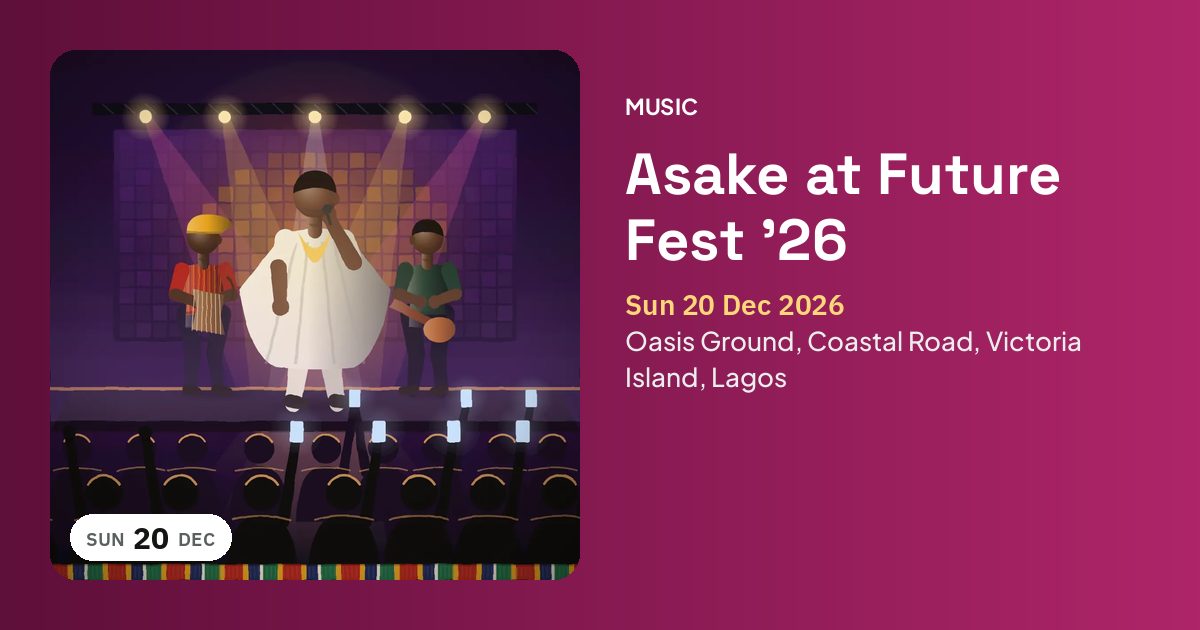 MUSIC
Asake at Future
Fest ’26
Sun 20 Dec 2026
Oasis Ground, Coastal Road, Victoria
Island, Lagos
SUN 20 DEC